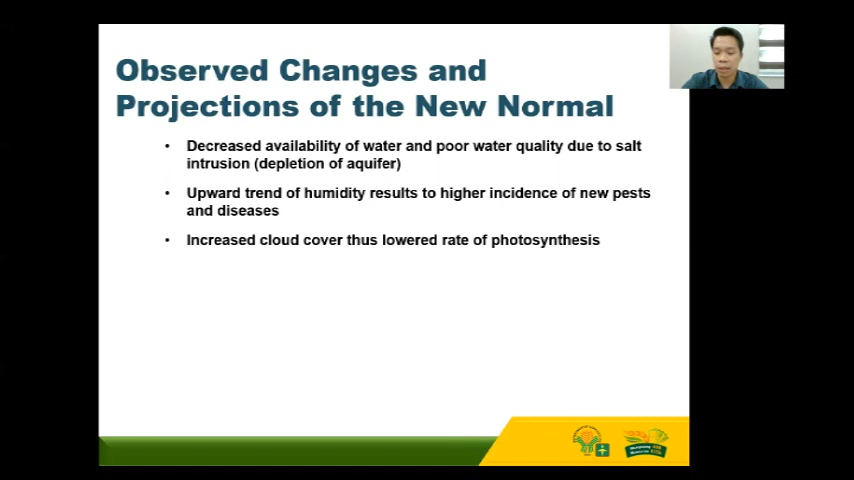 Observed Changes and
Projections of the New Normal
• Decreased availability of water and poor water quality due to salt
intrusion (depletion of aquifer)
• Upward trend of humidity results to higher incidence of new pests
and diseases
• Increased cloud cover thus lowered rate of photosynthesis